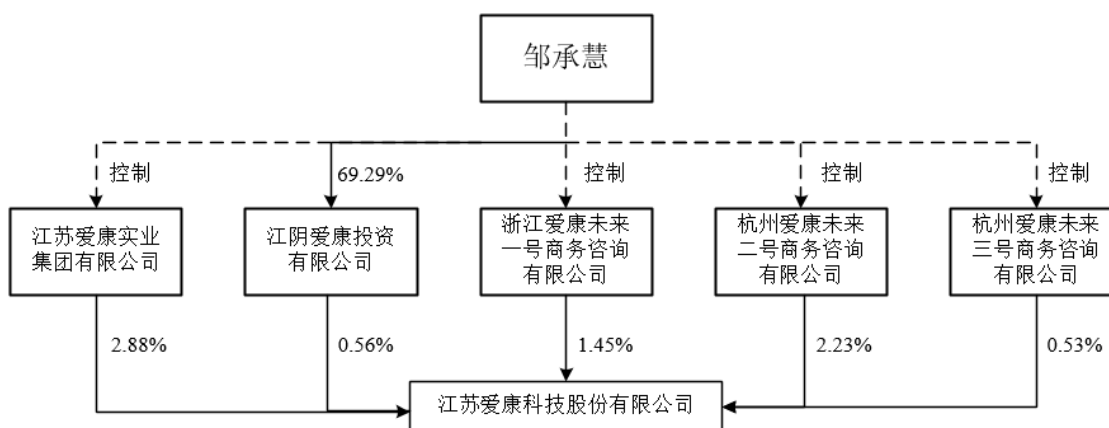 邹承慧
控制
69.29%
控制
控制
控制
江苏爱康实业
集团有限公司
江阴爱康投资
有限公司
浙江爱康未来
一号商务咨询
有限公司
杭州爱康未来
二号商务咨询
有限公司
杭州爱康未来
三号商务咨询
有限公司
2.88%
0.56%
1.45%
2.23%
0.53%
江苏爱康科技股份有限公司